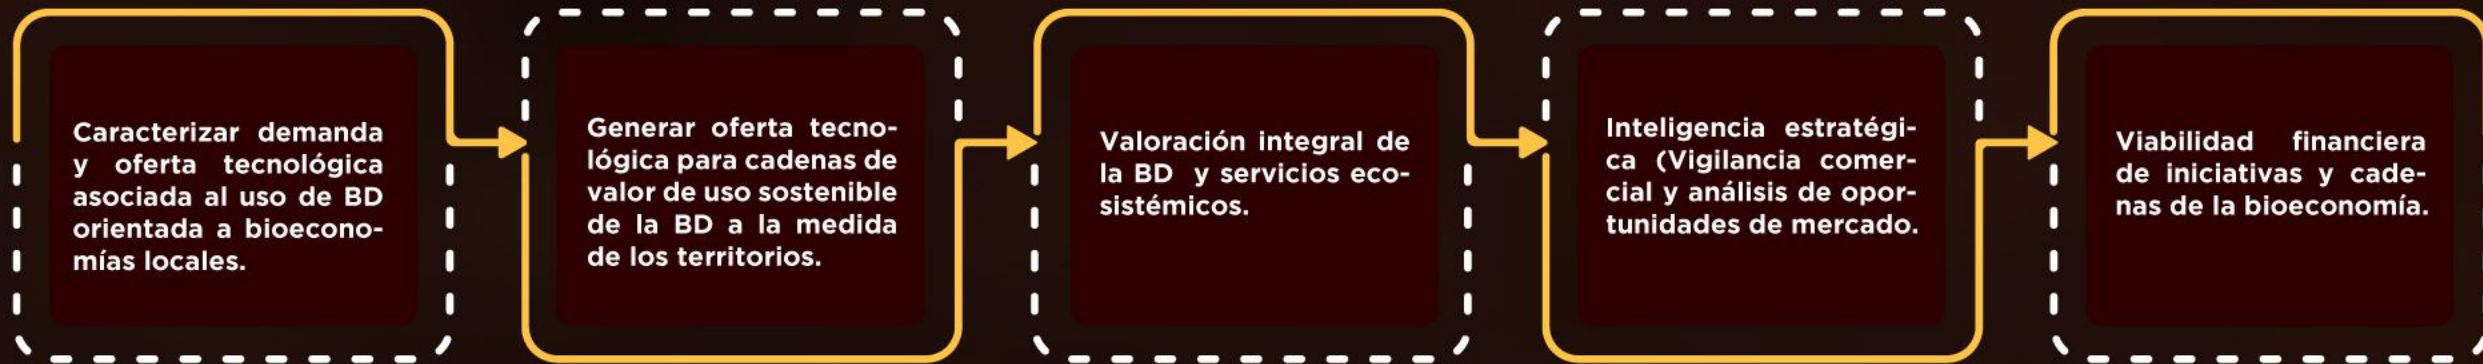 Caracterizar demanda
y oferta tecnológica
asociada al uso de BD
orientada a bioecono-
mías locales.
Generar oferta tecno-
lógica para cadenas de
valor de uso sostenible
de la BD a la medida
de los territorios.
Valoración integral de
la BD y servicios eco-
sistémicos.
Inteligencia estratégi-
ca (Vigilancia comer-
cial y análisis de opor-
tunidades de mercado.
Viabilidad financiera
de iniciativas y cade-
nas de la bioeconomía.